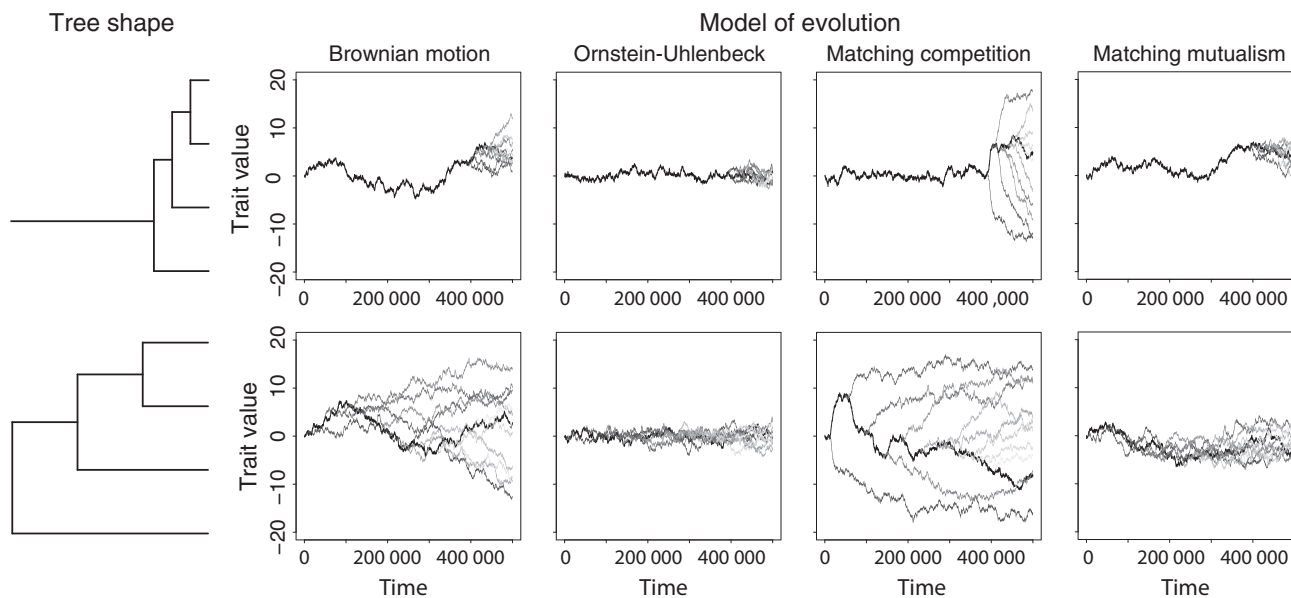 Tree shape
Model of evolution
Brownian motion
Ornstein-Uhlenbeck
Matching competition
Matching mutualism
Trait value
20
10
0
−10
−20
0 200 000 400 000
0 200 000 400 000
0 200 000 400 ,000
0 200 000 400 000
Trait value
20
10
0
−10
−20
0 200 000 400 000
0 200 000 400 000
0 200 000 400 000
0 200 000 400 000
Time
Time
Time
Time